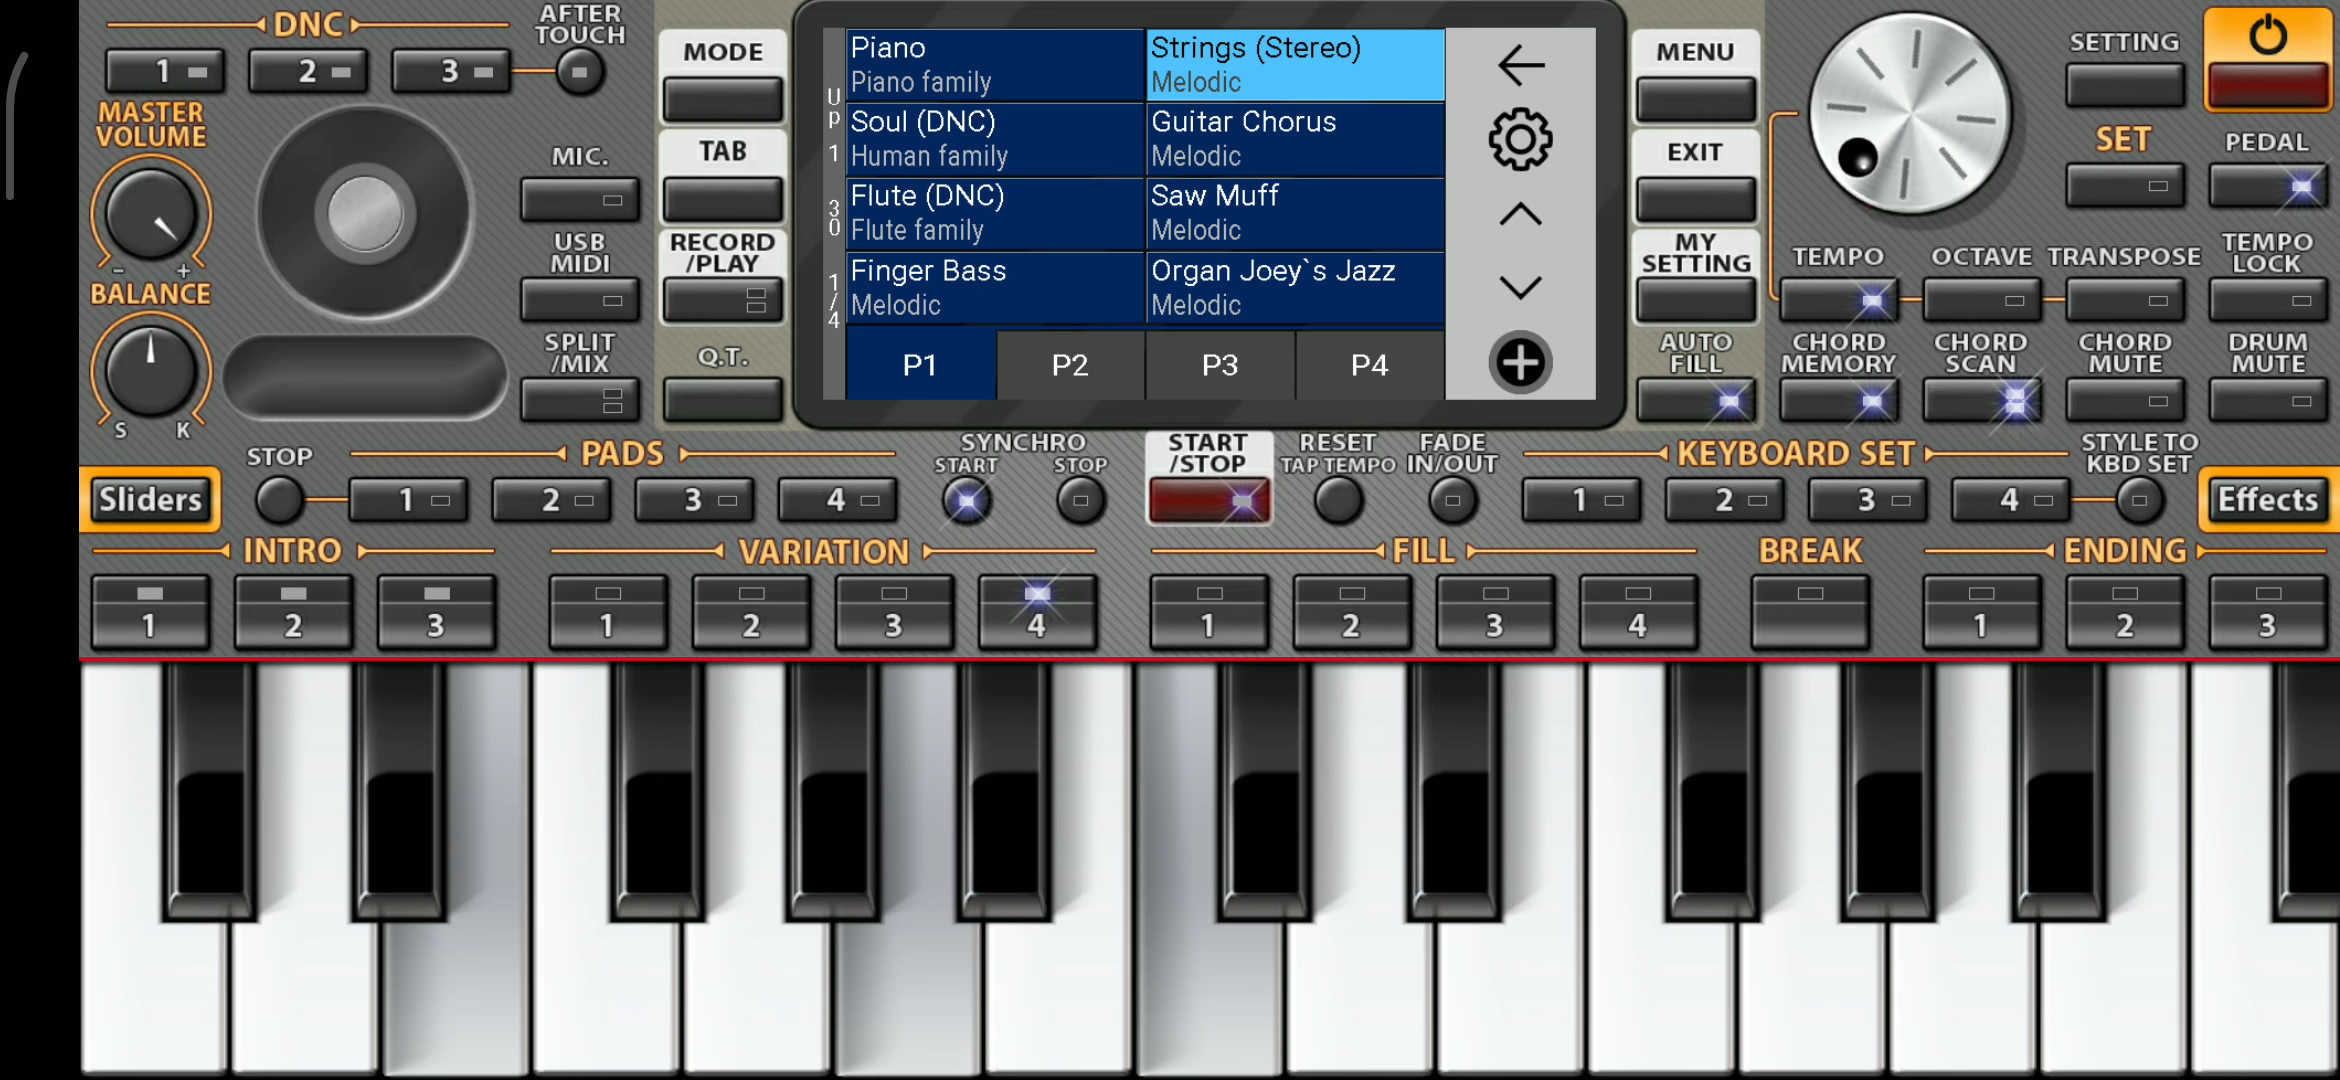 DNC
AFTER
TOUCH
1
2
3
MASTER
VOLUME
- +
BALANCE
S K
MIC.
USB
MIDI
SPLIT
/MIX
MODE
TAB
RECORD
/PLAY
Q.T.
Up 1
30
1/4
Piano
Piano family
Strings (Stereo)
Melodic
Soul (DNC)
Human family
Guitar Chorus
Melodic
Flute (DNC)
Flute family
Saw Muff
Melodic
Finger Bass
Melodic
Organ Joey`s Jazz
Melodic
P1
P2
P3
P4
MENU
EXIT
MY
SETTING
AUTO
FILL
SETTING
SET
PEDAL
TEMPO
OCTAVE
TRANSPOSE
TEMPO
LOCK
CHORD
MEMORY
CHORD
SCAN
CHORD
MUTE
DRUM
MUTE
Sliders
STOP
PADS
1
2
3
4
SYNCHRO
START
STOP
START
/STOP
RESET
TAP TEMPO
FADE
IN/OUT
KEYBOARD SET
1
2
3
4
STYLE TO
KBD SET
Effects
INTRO
1
2
3
VARIATION
1
2
3
4
FILL
1
2
3
4
BREAK
ENDING
1
2
3